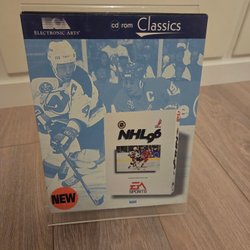 ELECTRONIC ARTS
cd rom Classics
NHL96
EA
SPORTS
NEW